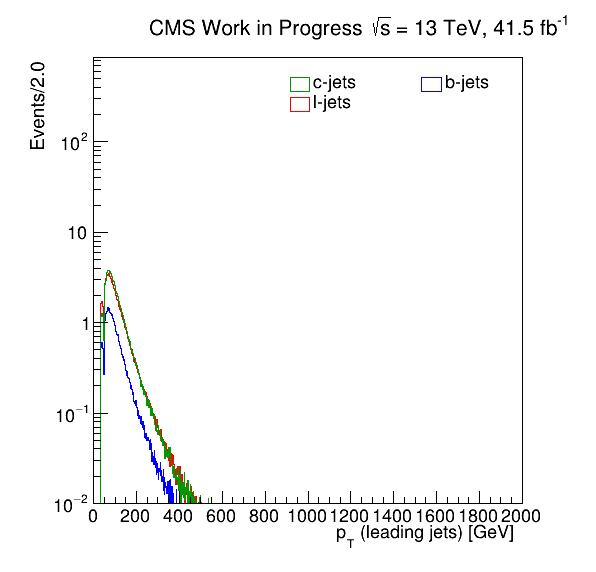 CMS Work in Progress √s = 13 TeV, 41.5 fb⁻¹
Events/2.0
c-jets
b-jets
l-jets
10²
10
1
10⁻¹
10⁻²
0 200 400 600 800 1000 1200 1400 1600 1800 2000
p_T (leading jets) [GeV]